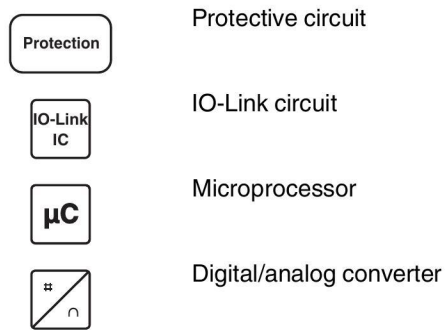 Protection
Protective circuit
IO-Link
IC
IO-Link circuit
µC
Microprocessor
#
∩
Digital/analog converter